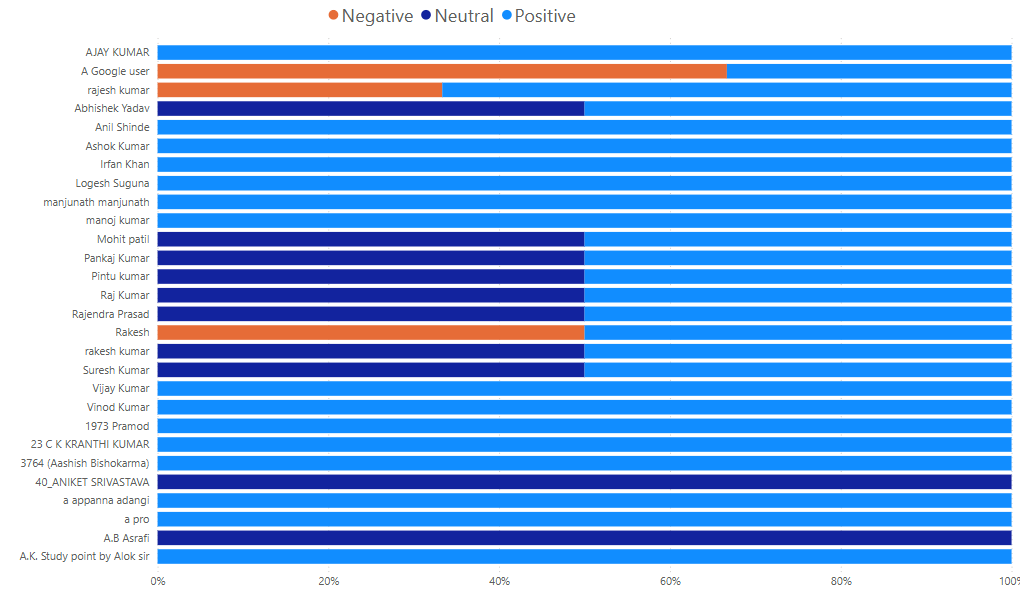 Negative Neutral Positive
AJAY KUMAR
A Google user
rajesh kumar
Abhishek Yadav
Anil Shinde
Ashok Kumar
Irfan Khan
Logesh Suguna
manjunath manjunath
manoj kumar
Mohit patil
Pankaj Kumar
Pintu kumar
Raj Kumar
Rajendra Prasad
Rakesh
rakesh kumar
Suresh Kumar
Vijay Kumar
Vinod Kumar
1973 Pramod
23 C K KRANTHI KUMAR
3764 (Aashish Bishokarma)
40_ANIKET SRIVASTAVA
a appanna adangi
a pro
A.B Asrafi
A.K. Study point by Alok sir
0% 20% 40% 60% 80% 100%